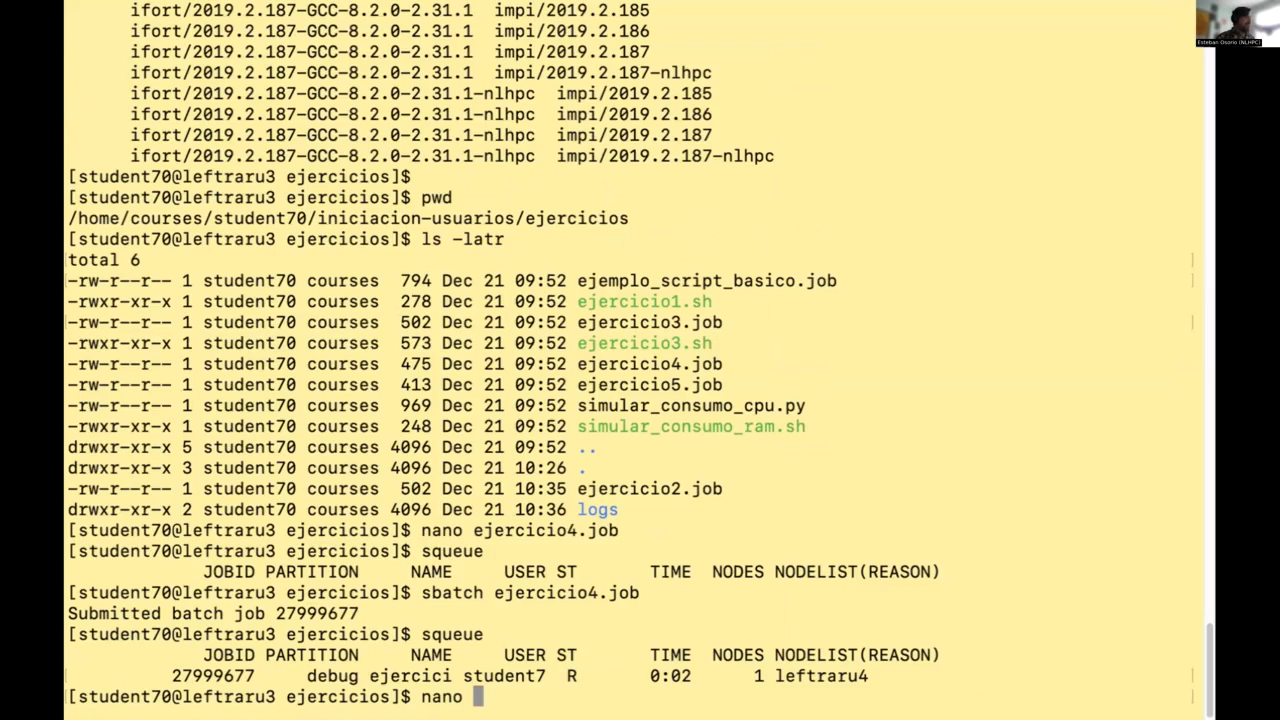 ifort/2019.2.187-GCC-8.2.0-2.31.1  impi/2019.2.185
ifort/2019.2.187-GCC-8.2.0-2.31.1  impi/2019.2.186
ifort/2019.2.187-GCC-8.2.0-2.31.1  impi/2019.2.187
ifort/2019.2.187-GCC-8.2.0-2.31.1  impi/2019.2.187-nlhpc
ifort/2019.2.187-GCC-8.2.0-2.31.1-nlhpc  impi/2019.2.185
ifort/2019.2.187-GCC-8.2.0-2.31.1-nlhpc  impi/2019.2.186
ifort/2019.2.187-GCC-8.2.0-2.31.1-nlhpc  impi/2019.2.187
ifort/2019.2.187-GCC-8.2.0-2.31.1-nlhpc  impi/2019.2.187-nlhpc
[student70@leftraru3 ejercicios]$
[student70@leftraru3 ejercicios]$ pwd
/home/courses/student70/iniciacion-usuarios/ejercicios
[student70@leftraru3 ejercicios]$ ls -latr
total 6
-rw-r--r-- 1 student70 courses  794 Dec 21 09:52 ejemplo_script_basico.job
-rwxr-xr-x 1 student70 courses  278 Dec 21 09:52 ejercicio1.sh
-rw-r--r-- 1 student70 courses  502 Dec 21 09:52 ejercicio3.job
-rwxr-xr-x 1 student70 courses  573 Dec 21 09:52 ejercicio3.sh
-rw-r--r-- 1 student70 courses  475 Dec 21 09:52 ejercicio4.job
-rw-r--r-- 1 student70 courses  413 Dec 21 09:52 ejercicio5.job
-rw-r--r-- 1 student70 courses  969 Dec 21 09:52 simular_consumo_cpu.py
-rwxr-xr-x 1 student70 courses  248 Dec 21 09:52 simular_consumo_ram.sh
drwxr-xr-x 5 student70 courses 4096 Dec 21 09:52 ..
drwxr-xr-x 3 student70 courses 4096 Dec 21 10:26 .
-rw-r--r-- 1 student70 courses  502 Dec 21 10:35 ejercicio2.job
drwxr-xr-x 2 student70 courses 4096 Dec 21 10:36 logs
[student70@leftraru3 ejercicios]$ nano ejercicio4.job
[student70@leftraru3 ejercicios]$ squeue
JOBID PARTITION     NAME     USER ST       TIME  NODES NODELIST(REASON)
[student70@leftraru3 ejercicios]$ sbatch ejercicio4.job
Submitted batch job 27999677
[student70@leftraru3 ejercicios]$ squeue
JOBID PARTITION     NAME     USER ST       TIME  NODES NODELIST(REASON)
27999677     debug ejercici student7  R       0:02      1 leftraru4
[student70@leftraru3 ejercicios]$ nano
Esteban Osorio (NLHPC)